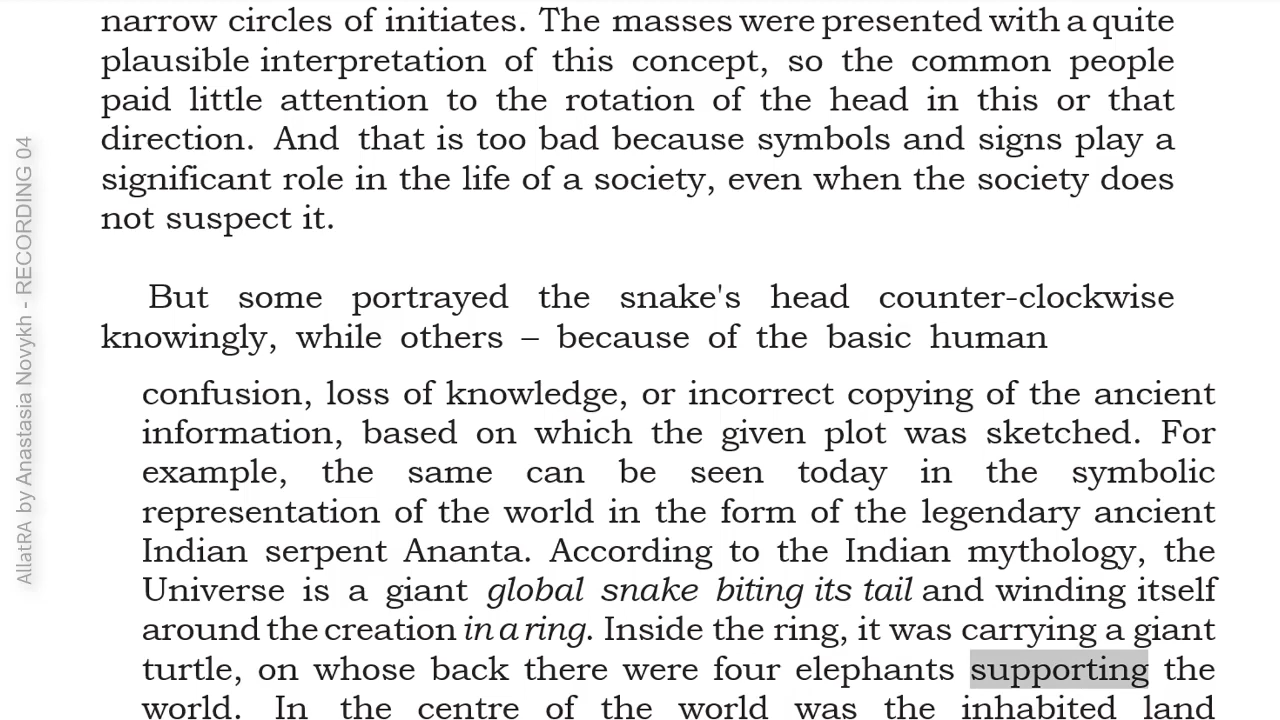 narrow circles of initiates. The masses were presented with a quite
plausible interpretation of this concept, so the common people
paid little attention to the rotation of the head in this or that
direction. And that is too bad because symbols and signs play a
significant role in the life of a society, even when the society does
not suspect it.
But some portrayed the snake's head counter-clockwise
knowingly, while others – because of the basic human
confusion, loss of knowledge, or incorrect copying of the ancient
information, based on which the given plot was sketched. For
example, the same can be seen today in the symbolic
representation of the world in the form of the legendary ancient
Indian serpent Ananta. According to the Indian mythology, the
Universe is a giant global snake biting its tail and winding itself
around the creation in a ring. Inside the ring, it was carrying a giant
turtle, on whose back there were four elephants supporting the
world. In the centre of the world was the inhabited land
AllatRA by Anastasia Novykh - RECORDING 04